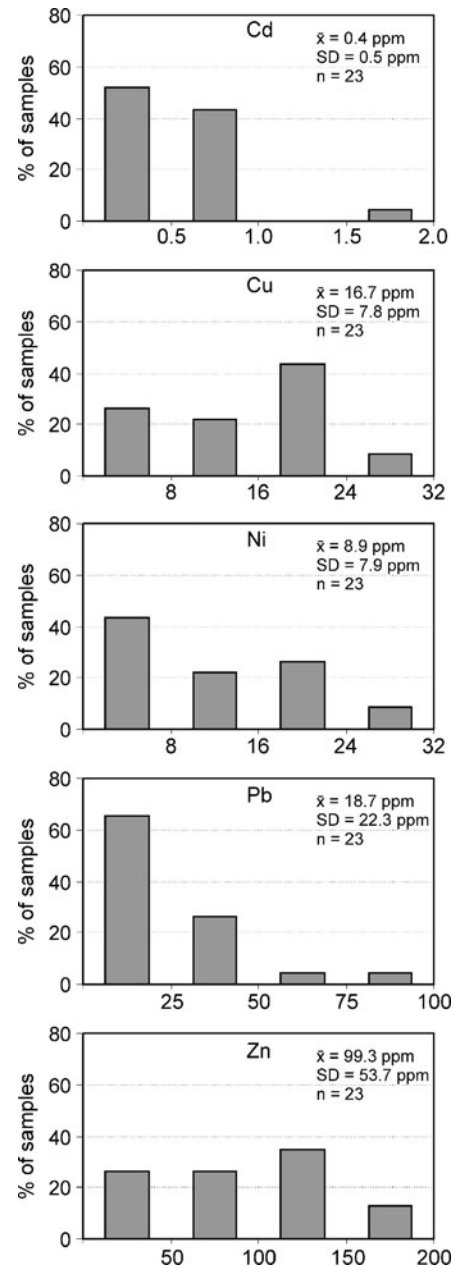 80
Cd
x̄ = 0.4 ppm
SD = 0.5 ppm
n = 23
60
40
20
0
% of samples
0.5 1.0 1.5 2.0
80
Cu
x̄ = 16.7 ppm
SD = 7.8 ppm
n = 23
60
40
20
0
% of samples
8 16 24 32
80
Ni
x̄ = 8.9 ppm
SD = 7.9 ppm
n = 23
60
40
20
0
% of samples
8 16 24 32
80
Pb
x̄ = 18.7 ppm
SD = 22.3 ppm
n = 23
60
40
20
0
% of samples
25 50 75 100
80
Zn
x̄ = 99.3 ppm
SD = 53.7 ppm
n = 23
60
40
20
0
% of samples
50 100 150 200